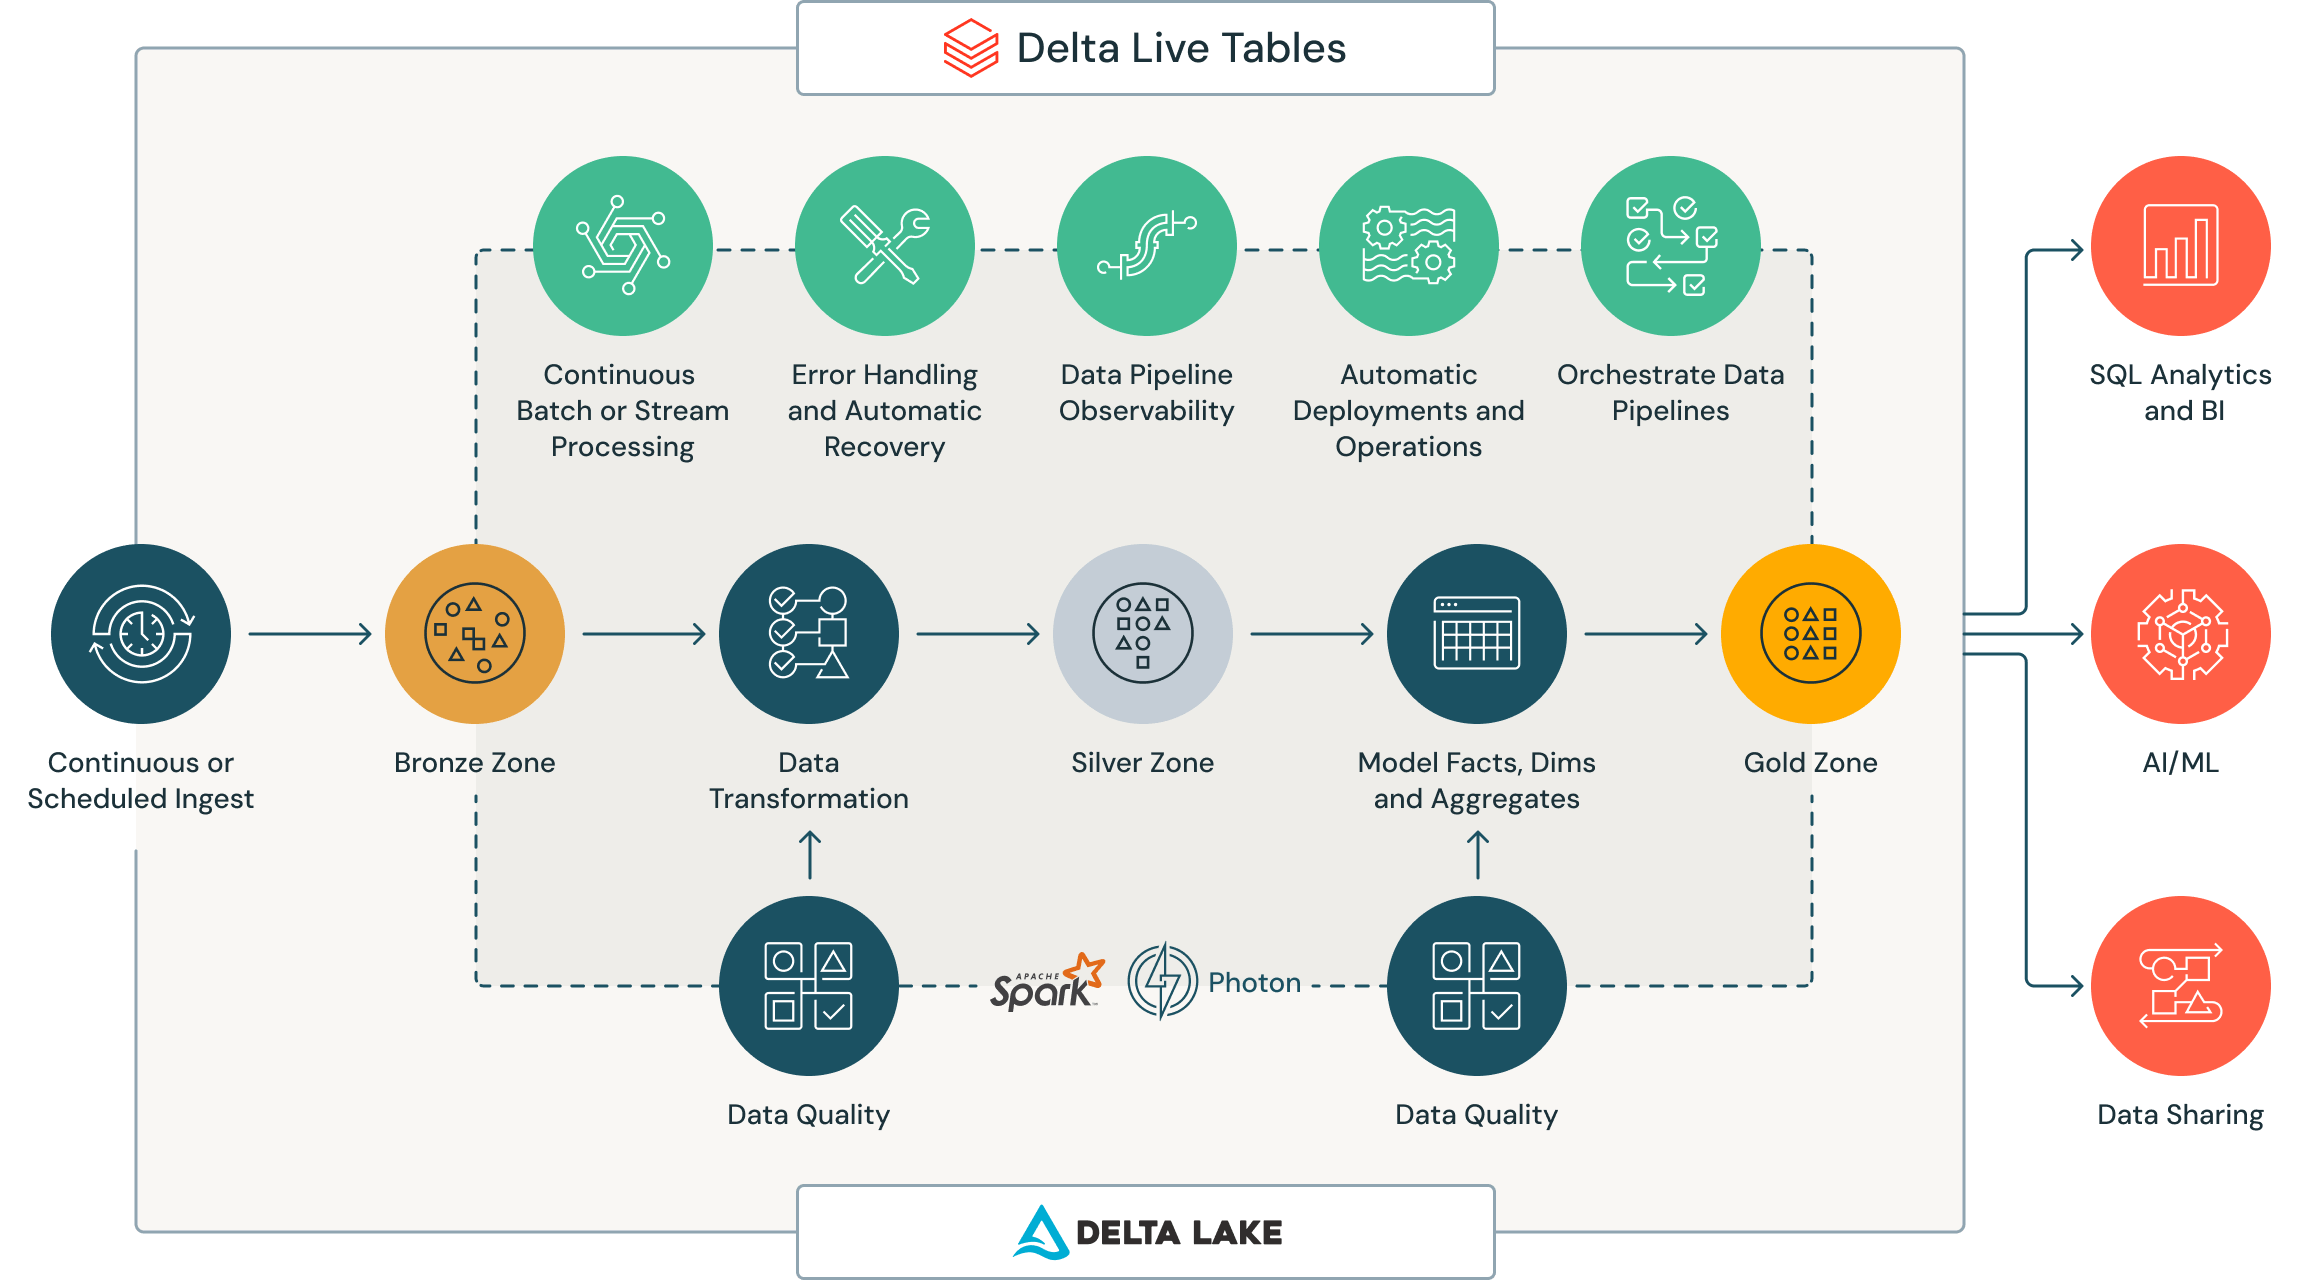 Delta Live Tables
Continuous
Batch or Stream
Processing
Error Handling
and Automatic
Recovery
Data Pipeline
Observability
Automatic
Deployments and
Operations
Orchestrate Data
Pipelines
SQL Analytics
and BI
Continuous or
Scheduled Ingest
Bronze Zone
Data
Transformation
Silver Zone
Model Facts, Dims
and Aggregates
Gold Zone
AI/ML
Data Quality
APACHE
Spark
Photon
Data Quality
Data Sharing
DELTA LAKE